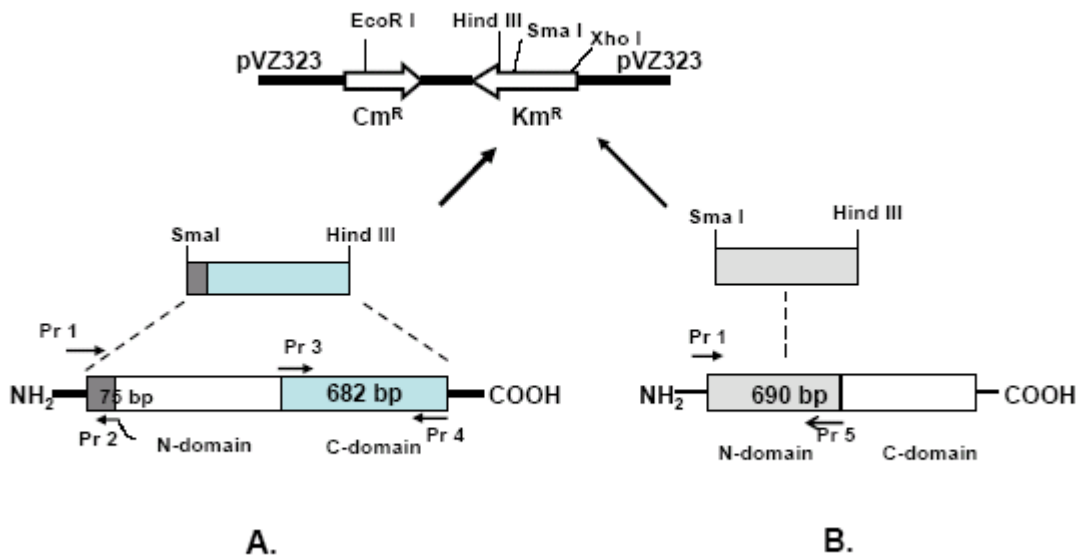 EcoR I
Hind III
Sma I
Xho I
pVZ323
pVZ323
Cmᴿ
Kmᴿ
SmaI
Hind III
Sma I
Hind III
Pr 1
Pr 3
Pr 1
NH₂
75 bp
682 bp
COOH
NH₂
690 bp
COOH
Pr 2
N-domain
C-domain
Pr 4
Pr 5
N-domain
C-domain
A.
B.